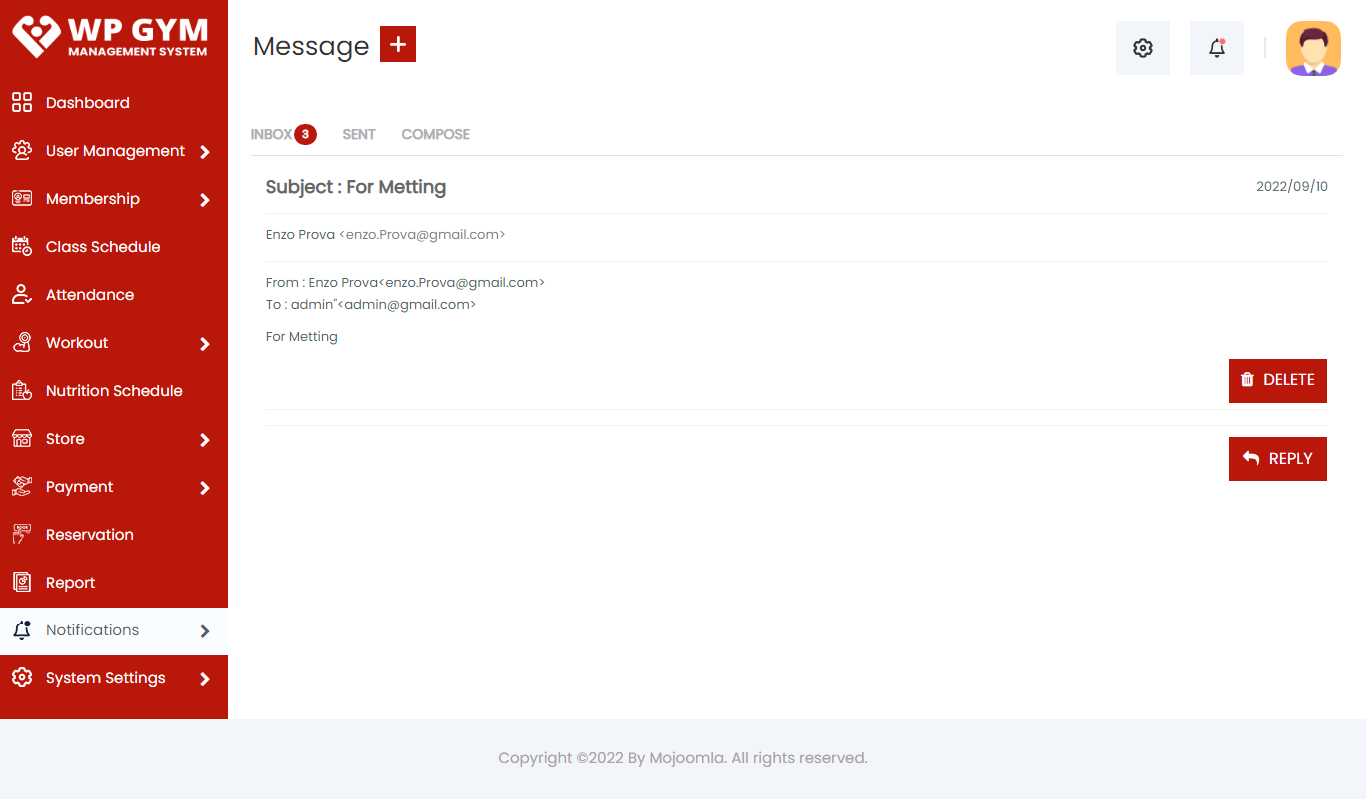 WP GYM
MANAGEMENT SYSTEM
Message
Dashboard
User Management
Membership
Class Schedule
Attendance
Workout
Nutrition Schedule
Store
Payment
Reservation
Report
Notifications
System Settings
INBOX 3 SENT COMPOSE
Subject : For Metting 2022/09/10
Enzo Prova <enzo.Prova@gmail.com>
From : Enzo Prova<enzo.Prova@gmail.com>
To : admin"<admin@gmail.com>
For Metting
DELETE
REPLY
Copyright ©2022 By Mojoomla. All rights reserved.